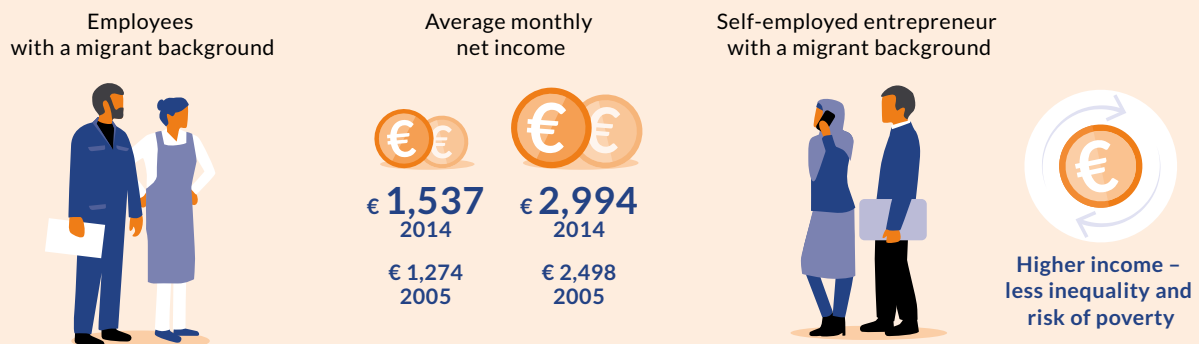 Employees
with a migrant background
Average monthly
net income
Self-employed entrepreneur
with a migrant background
€ 1,537
2014
€ 1,274
2005
€ 2,994
2014
€ 2,498
2005
Higher income –
less inequality and
risk of poverty